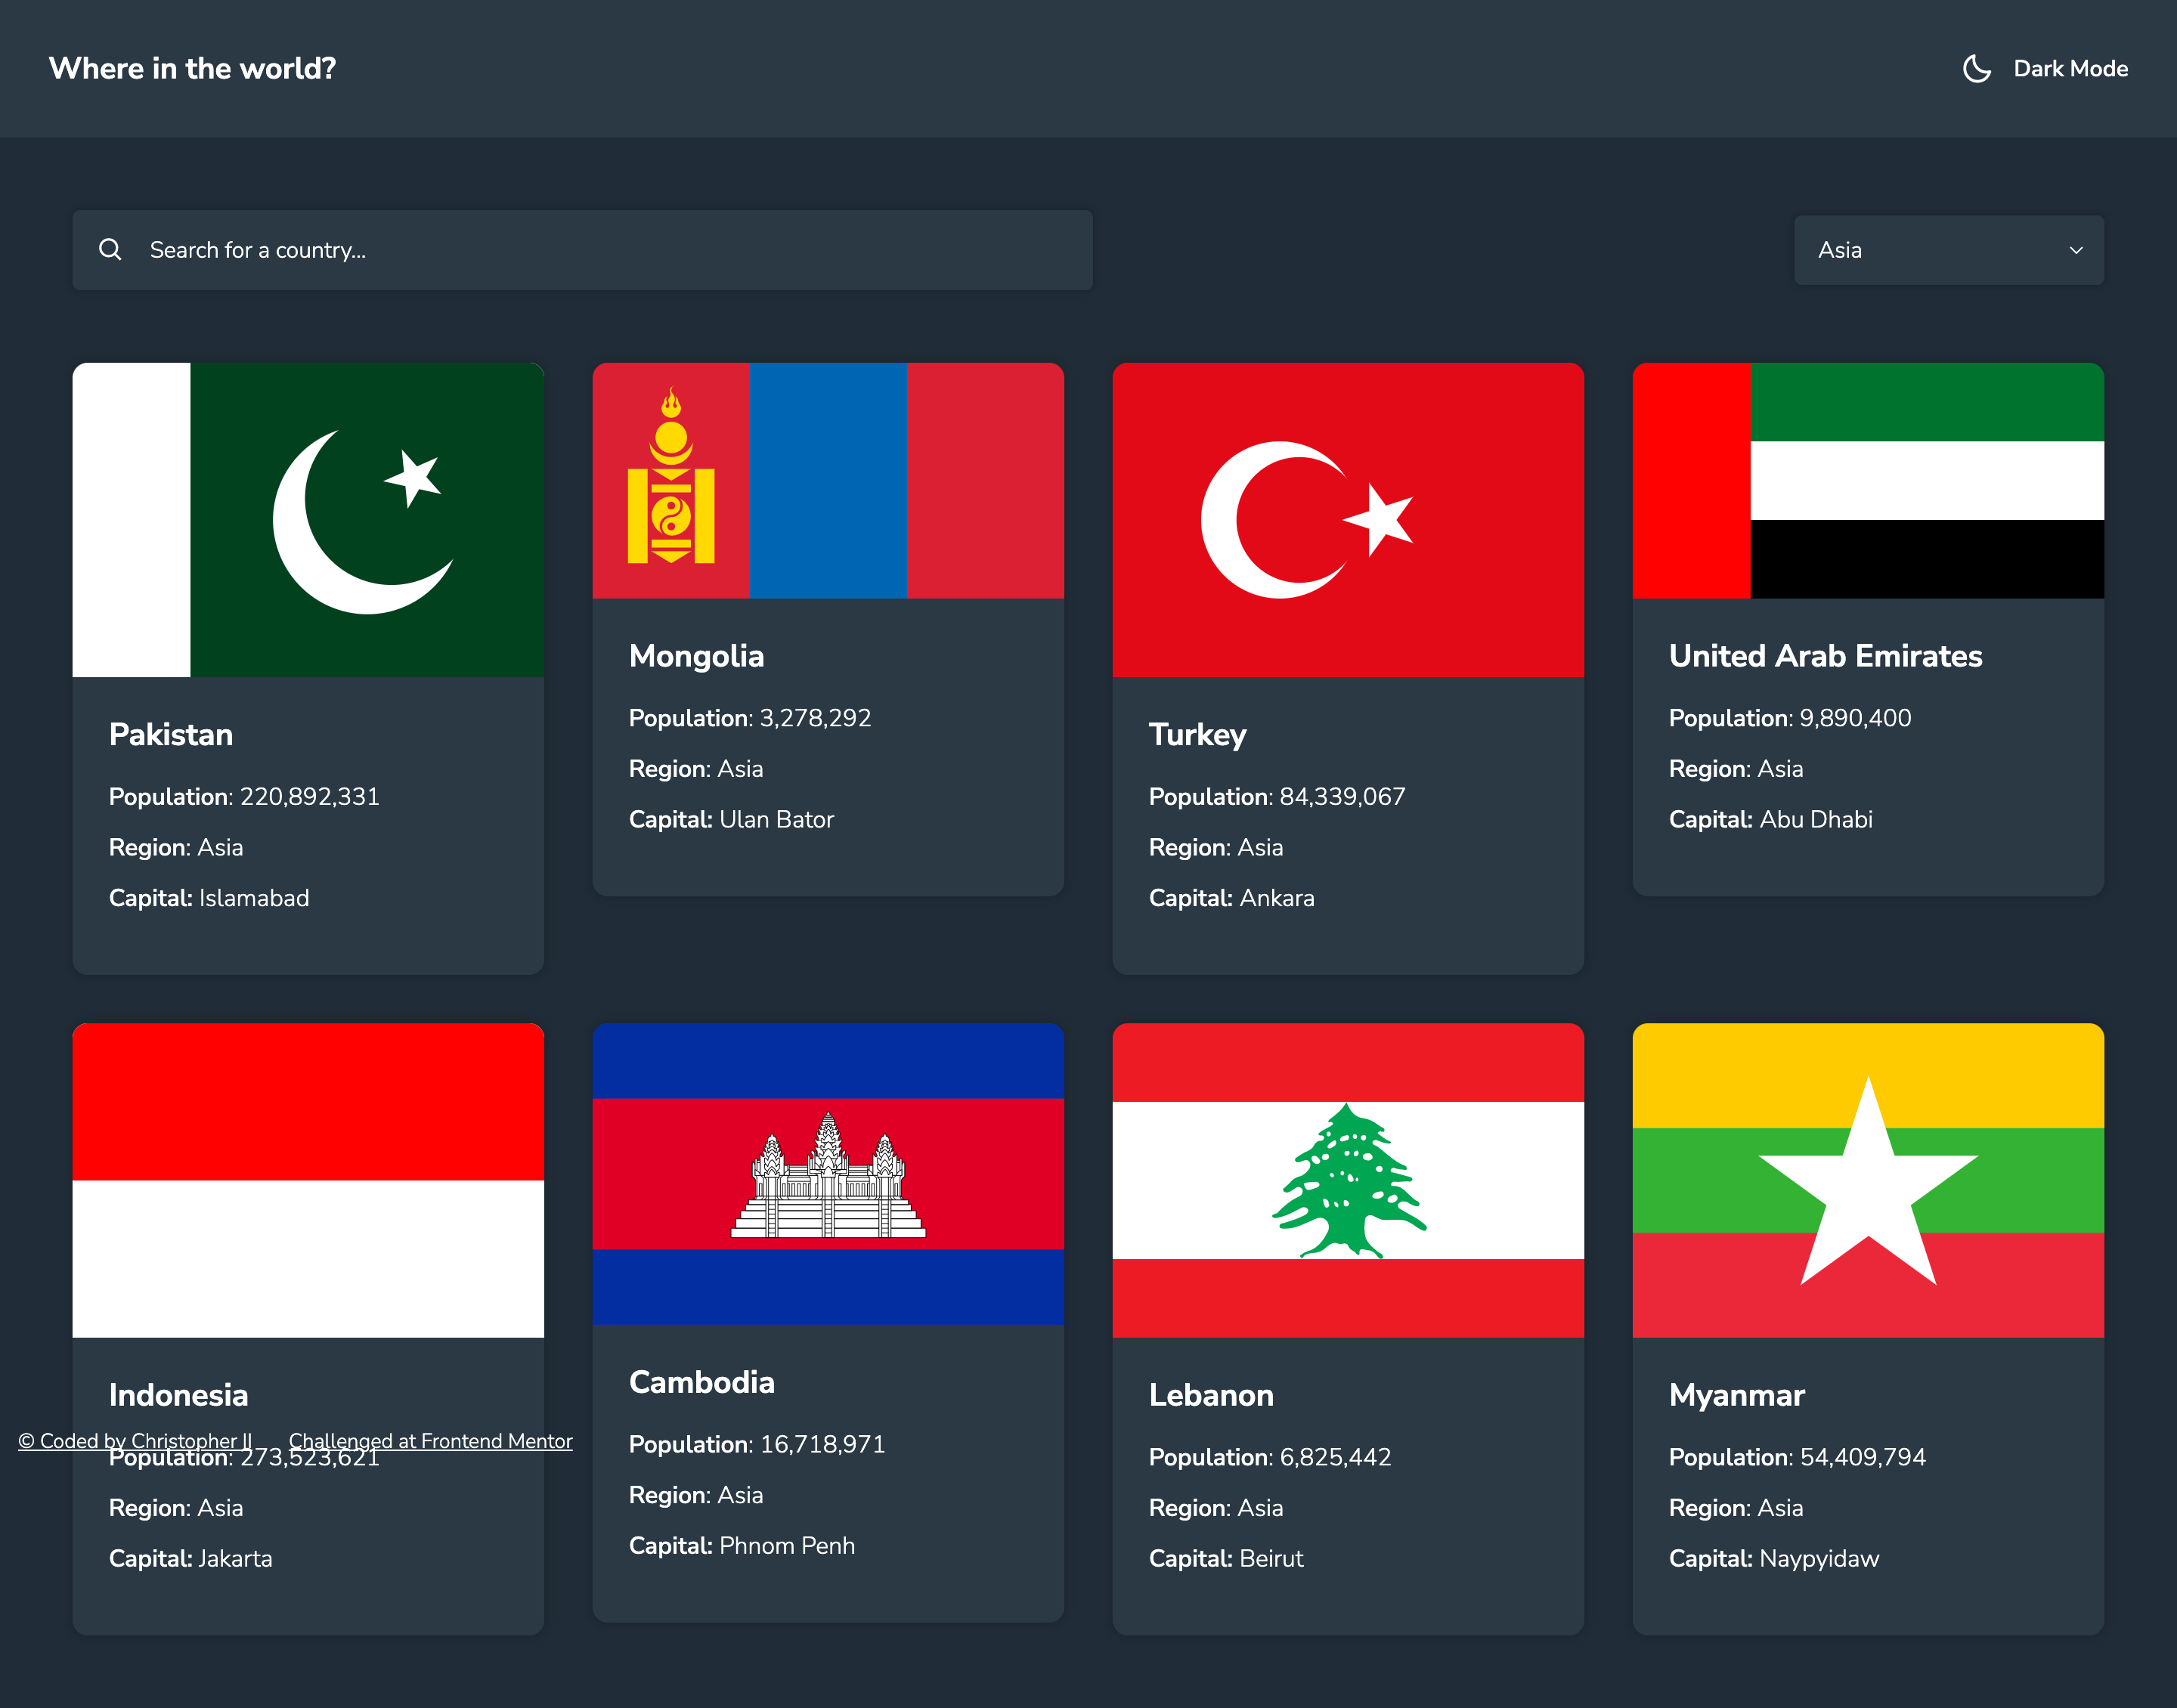 Where in the world?
Dark Mode
Search for a country...
Asia
Pakistan
Population: 220,892,331
Region: Asia
Capital: Islamabad
Mongolia
Population: 3,278,292
Region: Asia
Capital: Ulan Bator
Turkey
Population: 84,339,067
Region: Asia
Capital: Ankara
United Arab Emirates
Population: 9,890,400
Region: Asia
Capital: Abu Dhabi
Indonesia
© Coded by Christopher JJ
Challenged at Frontend Mentor
Population: 273,523,621
Region: Asia
Capital: Jakarta
Cambodia
Population: 16,718,971
Region: Asia
Capital: Phnom Penh
Lebanon
Population: 6,825,442
Region: Asia
Capital: Beirut
Myanmar
Population: 54,409,794
Region: Asia
Capital: Naypyidaw